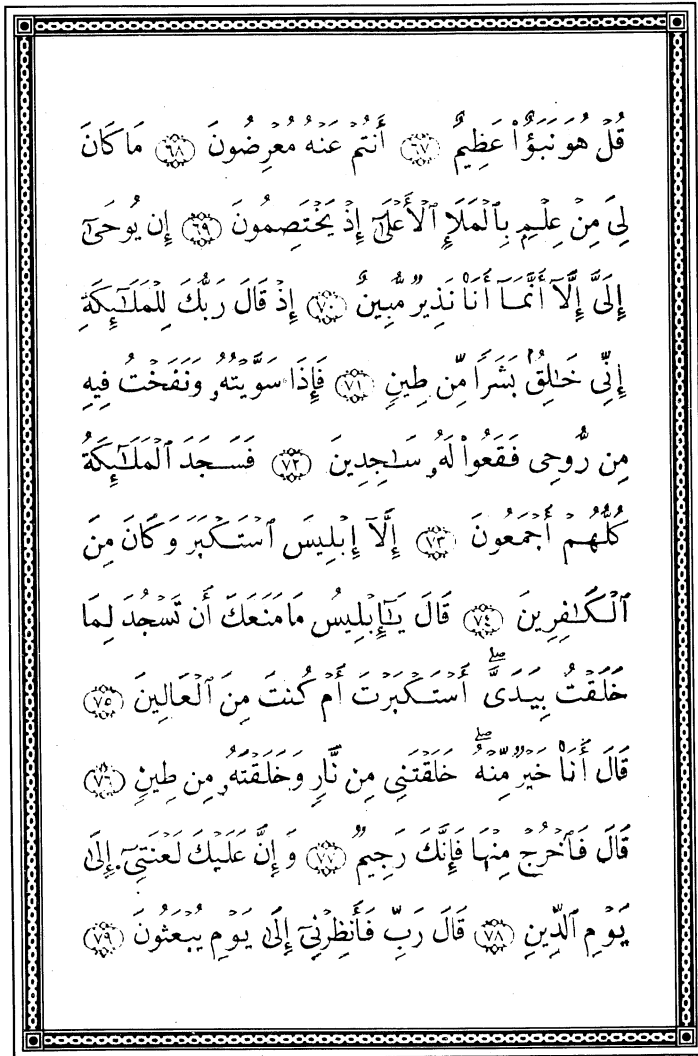 قُلْ هُوَ نَبَؤٌا۟ عَظِيمٌ ٦٧ أَنتُمْ عَنْهُ مُعْرِضُونَ ٦٨ مَا كَانَ
لِىَ مِنْ عِلْمٍۭ بِٱلْمَلَإِ ٱلْأَعْلَىٰٓ إِذْ يَخْتَصِمُونَ ٦٩ إِن يُوحَىٰٓ
إِلَىَّ إِلَّآ أَنَّمَآ أَنَا۠ نَذِيرٌ مُّبِينٌ ٧٠ إِذْ قَالَ رَبُّكَ لِلْمَلَٰٓئِكَةِ
إِنِّى خَٰلِقٌۢ بَشَرًا مِّن طِينٍ ٧١ فَإِذَا سَوَّيْتُهُۥ وَنَفَخْتُ فِيهِ
مِن رُّوحِى فَقَعُوا۟ لَهُۥ سَٰجِدِينَ ٧٢ فَسَجَدَ ٱلْمَلَٰٓئِكَةُ
كُلُّهُمْ أَجْمَعُونَ ٧٣ إِلَّآ إِبْلِيسَ ٱسْتَكْبَرَ وَكَانَ مِنَ
ٱلْكَٰفِرِينَ ٧٤ قَالَ يَٰٓإِبْلِيسُ مَا مَنَعَكَ أَن تَسْجُدَ لِمَا
خَلَقْتُ بِيَدَىَّ ۖ أَسْتَكْبَرْتَ أَمْ كُنتَ مِنَ ٱلْعَالِينَ ٧٥
قَالَ أَنَا۠ خَيْرٌ مِّنْهُ ۖ خَلَقْتَنِى مِن نَّارٍ وَخَلَقْتَهُۥ مِن طِينٍ ٧٦
قَالَ فَٱخْرُجْ مِنْهَا فَإِنَّكَ رَجِيمٌ ٧٧ وَإِنَّ عَلَيْكَ لَعْنَتِىٓ إِلَىٰ
يَوْمِ ٱلدِّينِ ٧٨ قَالَ رَبِّ فَأَنظِرْنِىٓ إِلَىٰ يَوْمِ يُبْعَثُونَ ٧٩